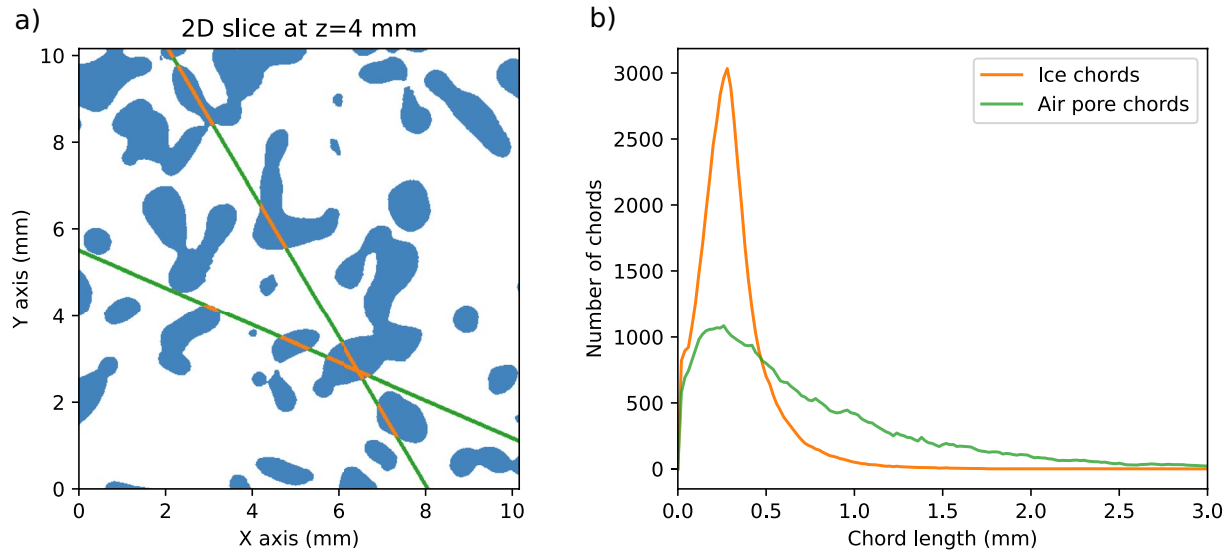 a)
2D slice at z=4 mm
10
8
6
4
2
0
Y axis (mm)
0
2
4
6
8
10
X axis (mm)
b)
3000
2500
2000
1500
1000
500
0
Number of chords
Ice chords
Air pore chords
0.0
0.5
1.0
1.5
2.0
2.5
3.0
Chord length (mm)